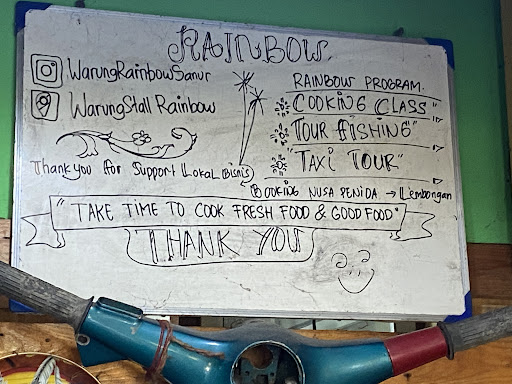 RAINBOW
WarungRainbowSanur
WarungStall Rainbow
Thank you for Support Lokal Bisnis
RAINBOW PROGRAM.
COOKING CLASS"
"TOUR FISHING"
"TAXI TOUR"
BOOKING NUSA PENIDA → Lembongan
"TAKE TIME TO COOK FRESH FOOD & GOOD FOOD"
THANK YOU